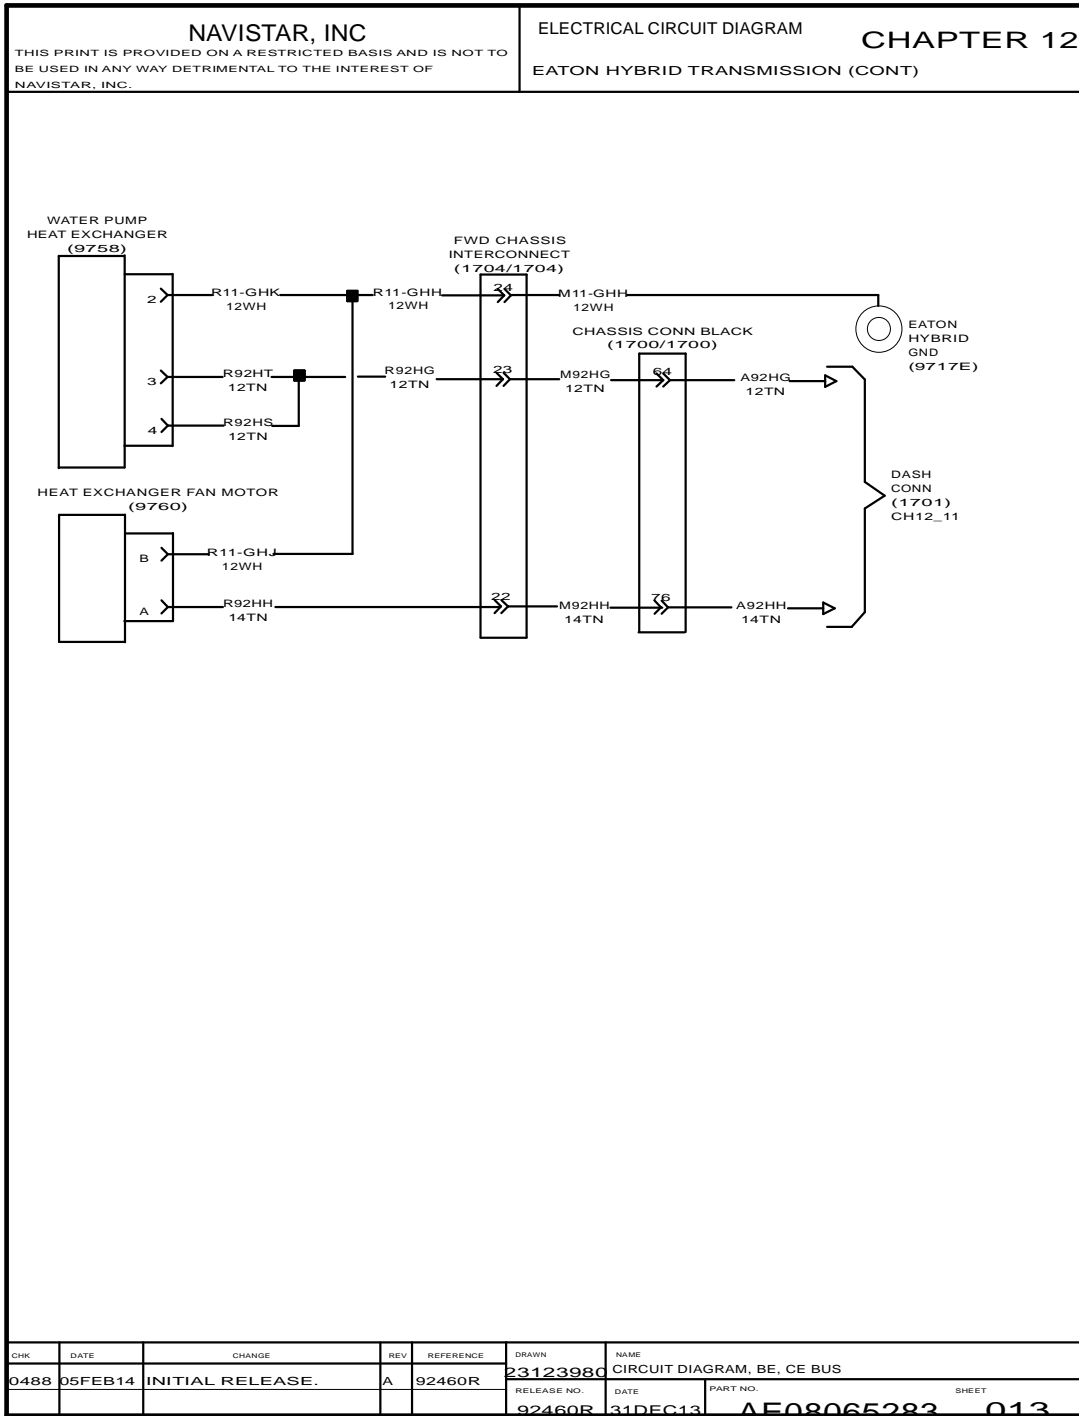 NAVISTAR, INC
THIS PRINT IS PROVIDED ON A RESTRICTED BASIS AND IS NOT TO
BE USED IN ANY WAY DETRIMENTAL TO THE INTEREST OF
NAVISTAR, INC.
ELECTRICAL CIRCUIT DIAGRAM
CHAPTER 12
EATON HYBRID TRANSMISSION (CONT)
WATER PUMP
HEAT EXCHANGER
(9758)
2
R11-GHK
12WH
R11-GHH
12WH
FWD CHASSIS
INTERCONNECT
(1704/1704)
24
M11-GHH
12WH
EATON
HYBRID
GND
(9717E)
CHASSIS CONN BLACK
(1700/1700)
3
R92HT
12TN
R92HG
12TN
23
M92HG
12TN
64
A92HG
12TN
4
R92HS
12TN
DASH
CONN
(1701)
CH12_11
HEAT EXCHANGER FAN MOTOR
(9760)
B
R11-GHJ
12WH
A
R92HH
14TN
22
M92HH
14TN
76
A92HH
14TN
CHK
DATE
CHANGE
REV
REFERENCE
0488
05FEB14
INITIAL RELEASE.
A
92460R
DRAWN
23123980
NAME
CIRCUIT DIAGRAM, BE, CE BUS
RELEASE NO.
92460R
DATE
31DEC13
PART NO.
AE08065283
SHEET
013